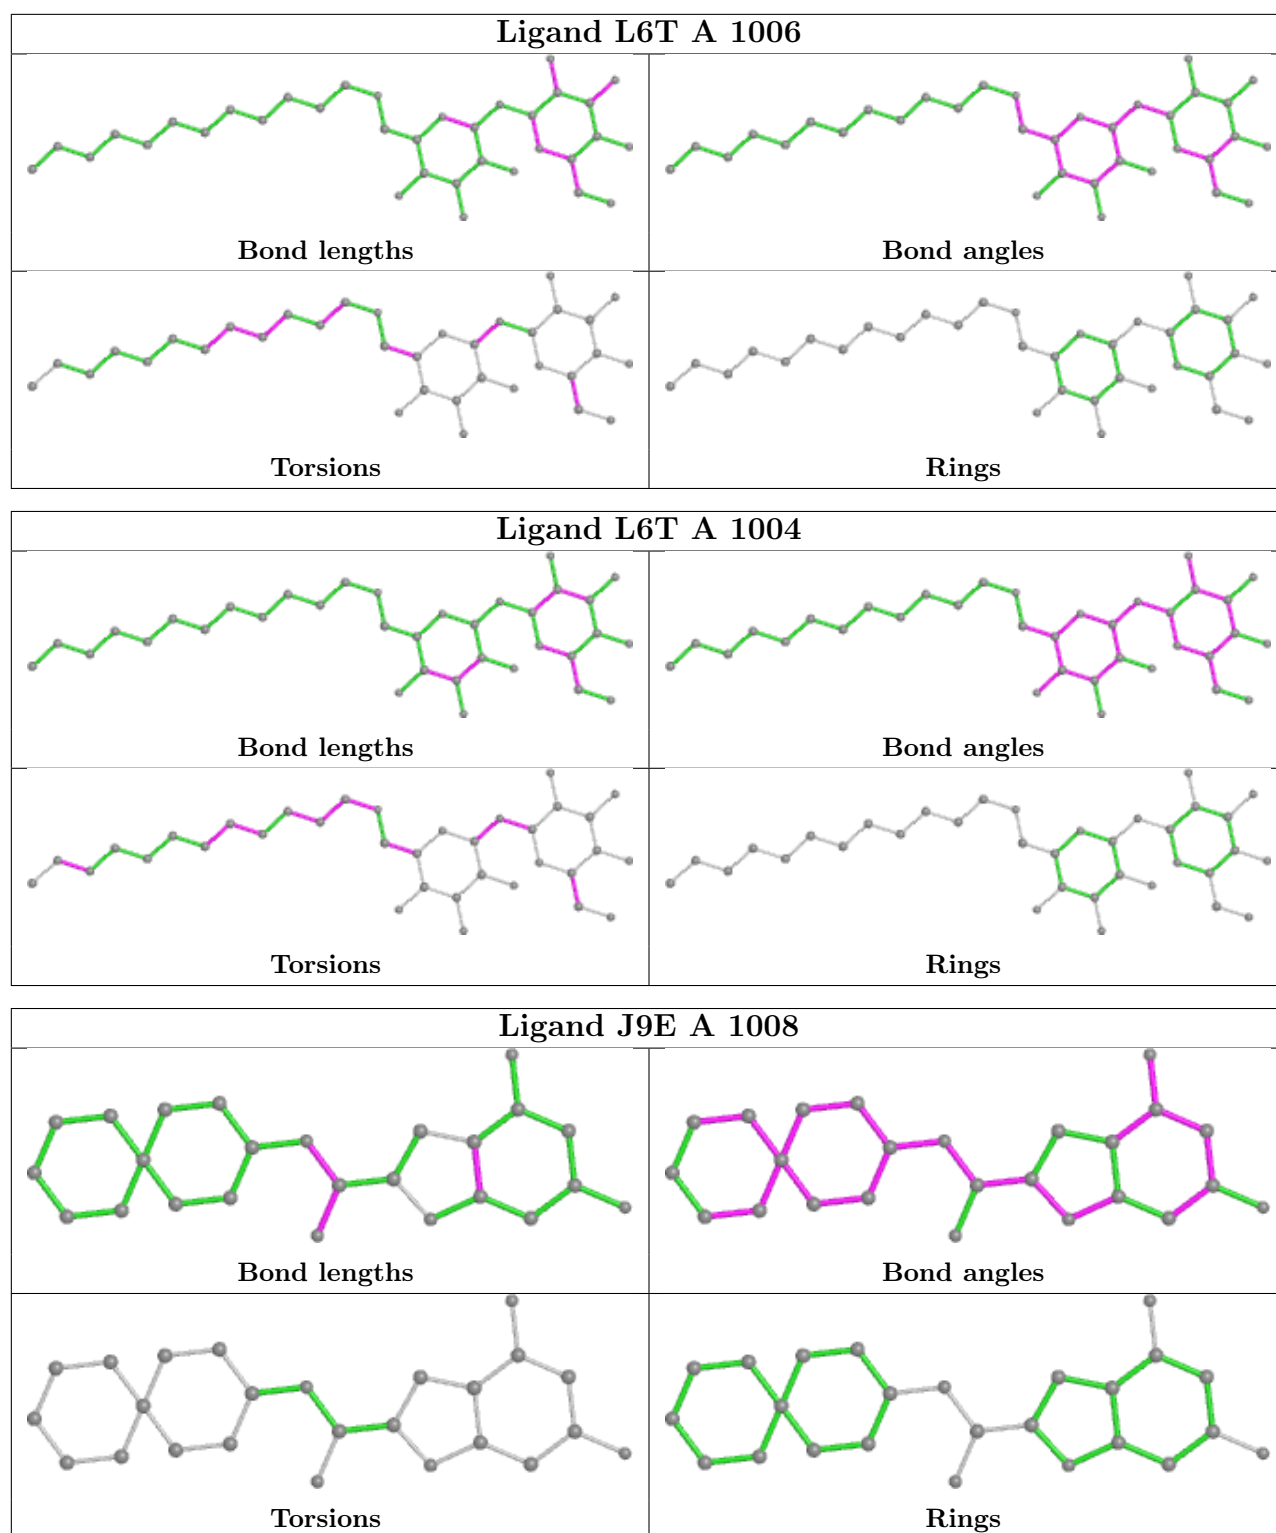 Ligand L6T A 1006
Bond lengths
Bond angles
Torsions
Rings
Ligand L6T A 1004
Bond lengths
Bond angles
Torsions
Rings
Ligand J9E A 1008
Bond lengths
Bond angles
Torsions
Rings